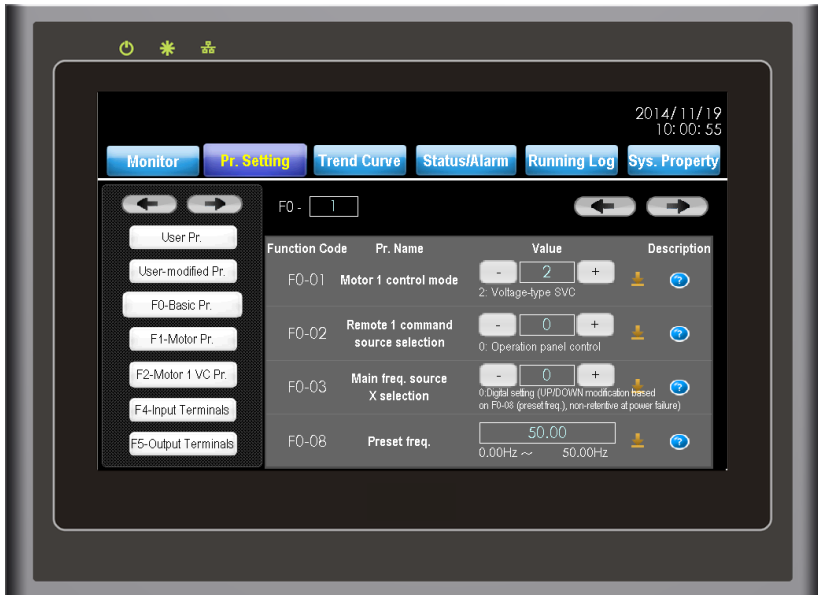 2014/11/19
10:00:55
Monitor
Pr. Setting
Trend Curve
Status/Alarm
Running Log
Sys. Property
User Pr.
User-modified Pr.
F0-Basic Pr.
F1-Motor Pr.
F2-Motor 1 VC Pr.
F4-Input Terminals
F5-Output Terminals
F0 - 1
Function Code Pr. Name Value Description
F0-01 Motor 1 control mode - 2 + ?
2: Voltage-type SVC
F0-02 Remote 1 command
source selection - 0 + ?
0: Operation panel control
F0-03 Main freq. source
X selection - 0 + ?
0:Digital setting (UP/DOWN modification based
on F0-08 (preset freq.), non-retentive at power failure)
F0-08 Preset freq. 50.00 ?
0.00Hz ～ 50.00Hz